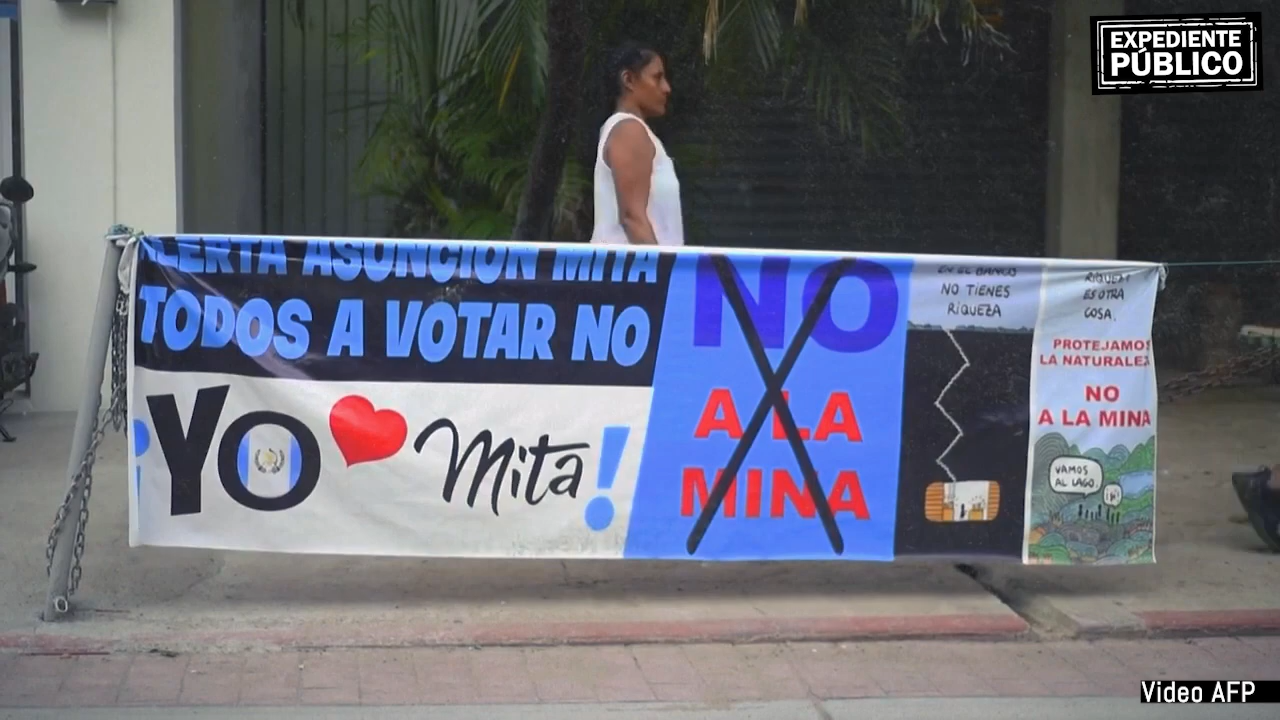 EXPEDIENTE
PÚBLICO
ALERTA ASUNCIÓN MITA
TODOS A VOTAR NO
¡YO
Mita!
NO
A LA
MINA
EN EL BANCO
NO TIENES
RIQUEZA
RIQUEZA
ES OTRA
COSA.
PROTEJAMOS
LA NATURALEZA
NO
A LA MINA
VAMOS
AL LAGO.
Video AFP